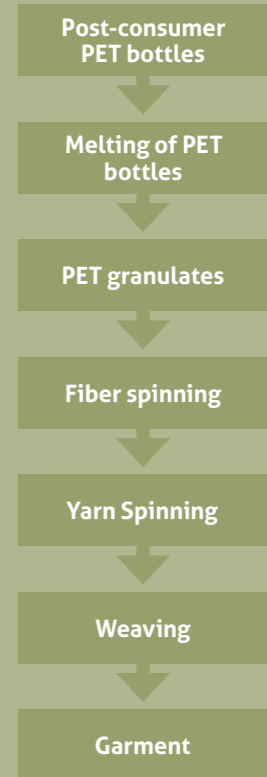 Post-consumer
PET bottles
Melting of PET
bottles
PET granulates
Fiber spinning
Yarn Spinning
Weaving
Garment